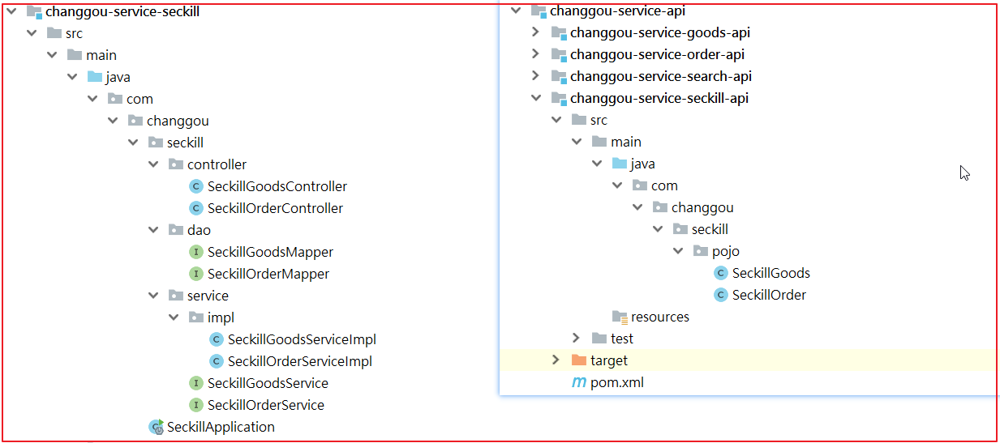 changgou-service-seckill
src
main
java
com
changgou
seckill
controller
SeckillGoodsController
SeckillOrderController
dao
SeckillGoodsMapper
SeckillOrderMapper
service
impl
SeckillGoodsServiceImpl
SeckillOrderServiceImpl
SeckillGoodsService
SeckillOrderService
SeckillApplication
changgou-service-api
changgou-service-goods-api
changgou-service-order-api
changgou-service-search-api
changgou-service-seckill-api
src
main
java
com
changgou
seckill
pojo
SeckillGoods
SeckillOrder
resources
test
target
pom.xml